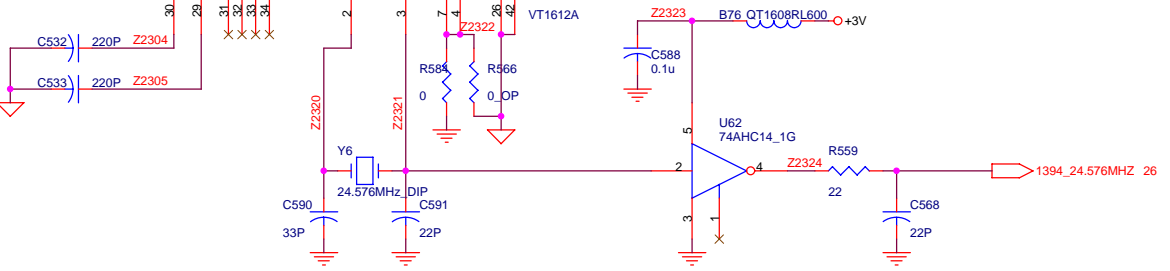 30
29
31
32
33
34
2
3
7
4
Z2322
26
42
VT1612A
Z2323
B76 QT1608RL600
+3V
C532
220P
Z2304
C533
220P
Z2305
R584
0
R566
0_OP
C588
0.1u
Z2320
Z2321
5
U62
74AHC14_1G
Y6
24.576MHz_DIP
2
4
Z2324
R559
22
1394_24.576MHZ 26
C590
33P
C591
22P
3
1
C568
22P